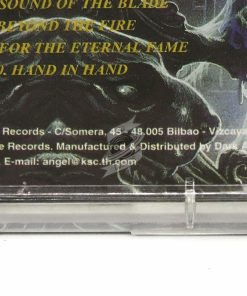 SOUND OF THE BLADE
BEYOND THE FIRE
FOR THE ETERNAL FAME
HAND IN HAND
Records - C/Somera, 45 - 48.005 Bilbao - Vizcaya
Records. Manufactured & Distributed by Dark
E-mail: angel@ksc.th.com